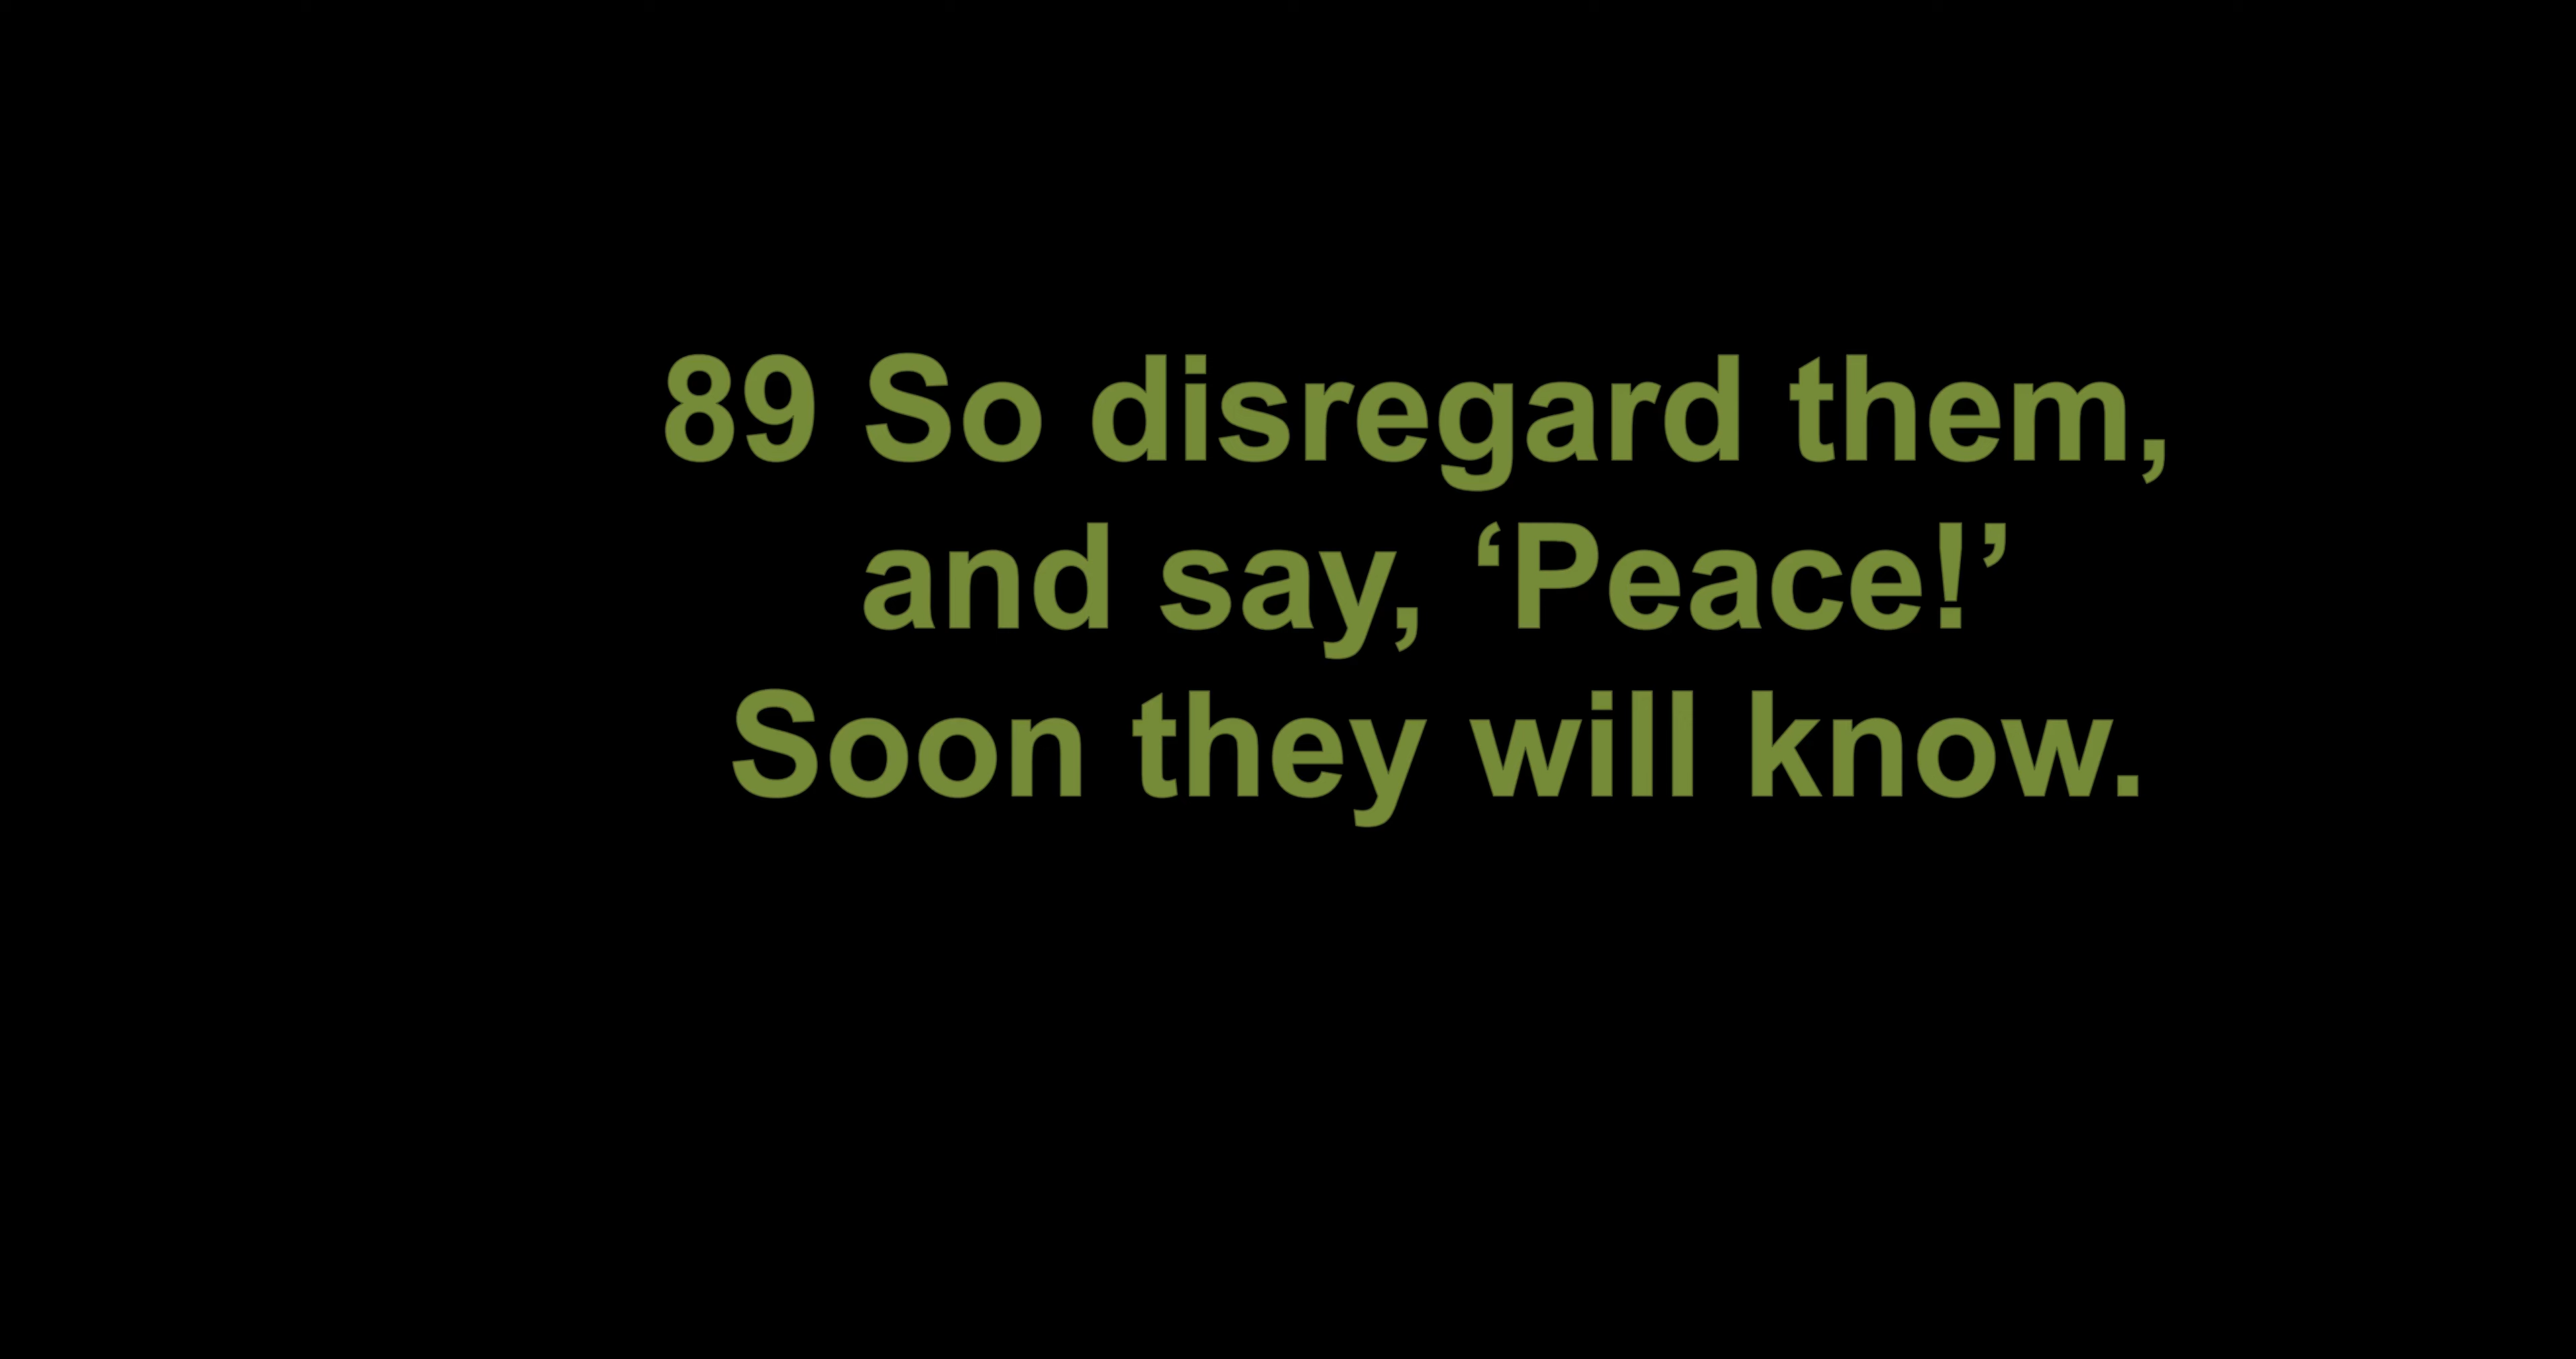 89 So disregard them,
and say, ‘Peace!’
Soon they will know.